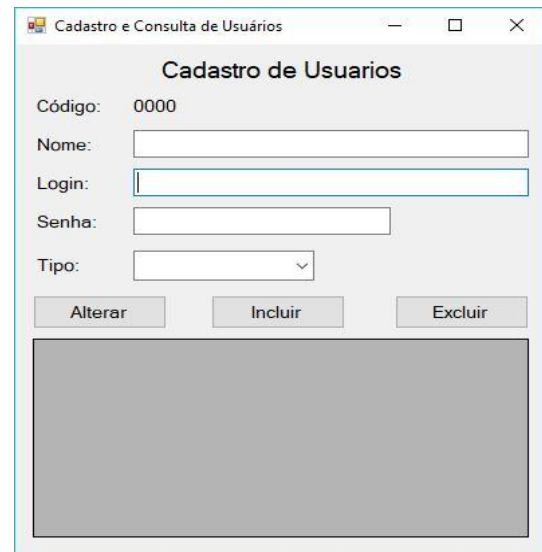 Cadastro e Consulta de Usuários
Cadastro de Usuarios
Código: 0000
Nome:
Login:
Senha:
Tipo:
Alterar Incluir Excluir